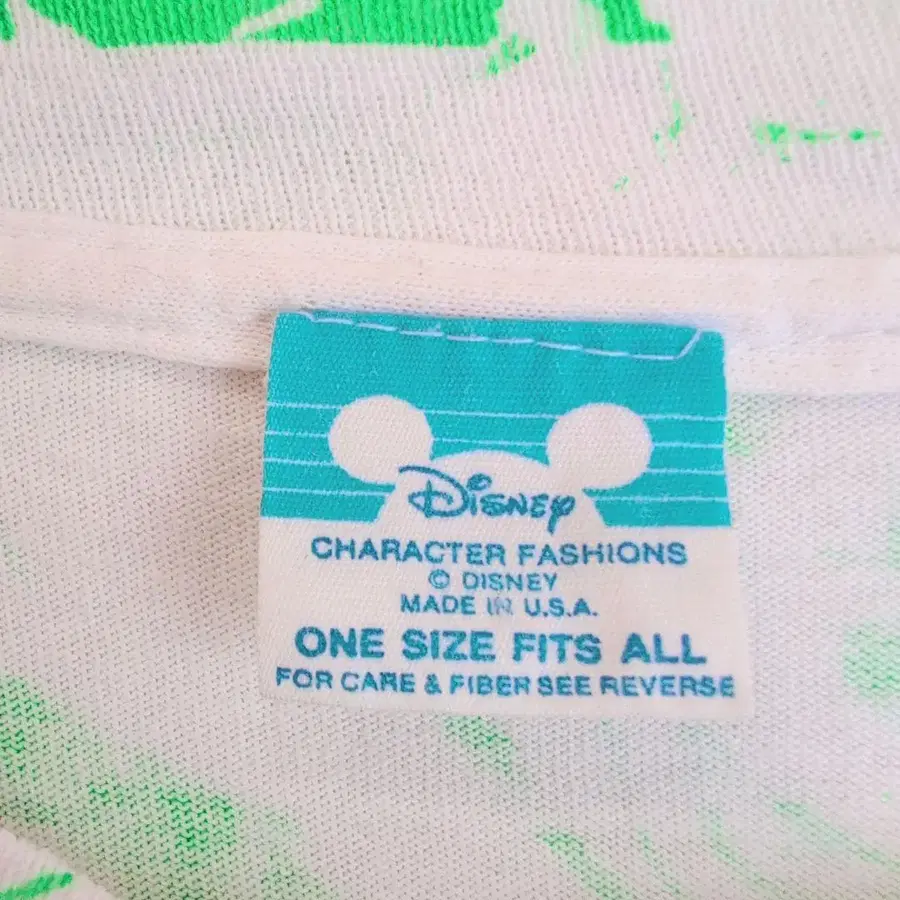 Disney
CHARACTER FASHIONS
© DISNEY
MADE IN U.S.A.
ONE SIZE FITS ALL
FOR CARE & FIBER SEE REVERSE